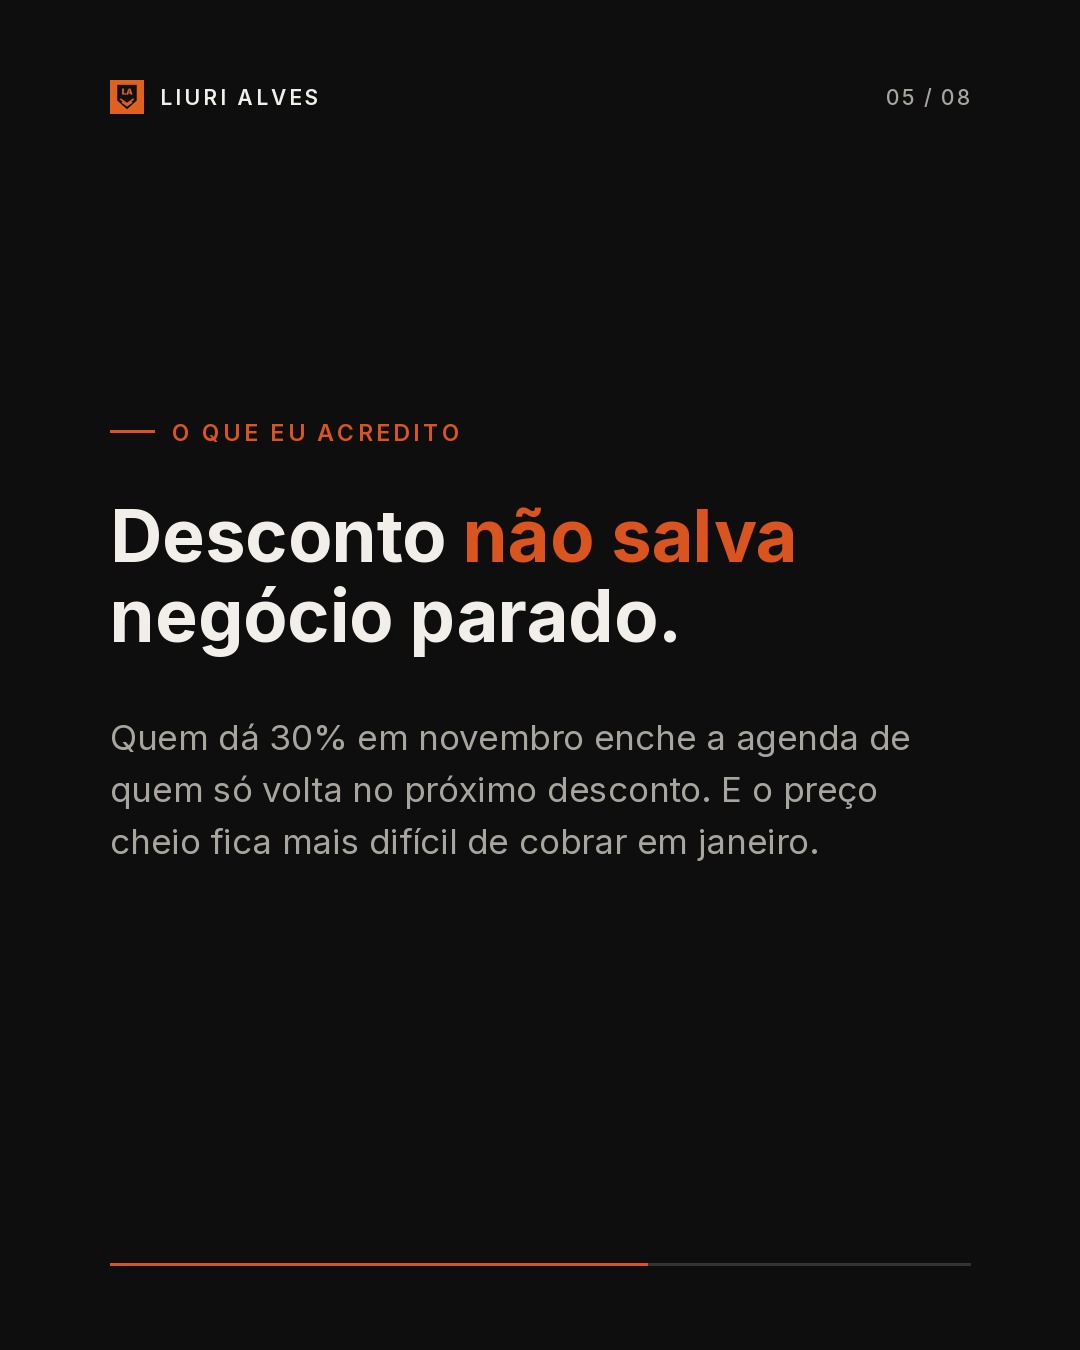 LA
LIURI ALVES
05 / 08
O QUE EU ACREDITO
Desconto não salva
negócio parado.
Quem dá 30% em novembro enche a agenda de
quem só volta no próximo desconto. E o preço
cheio fica mais difícil de cobrar em janeiro.